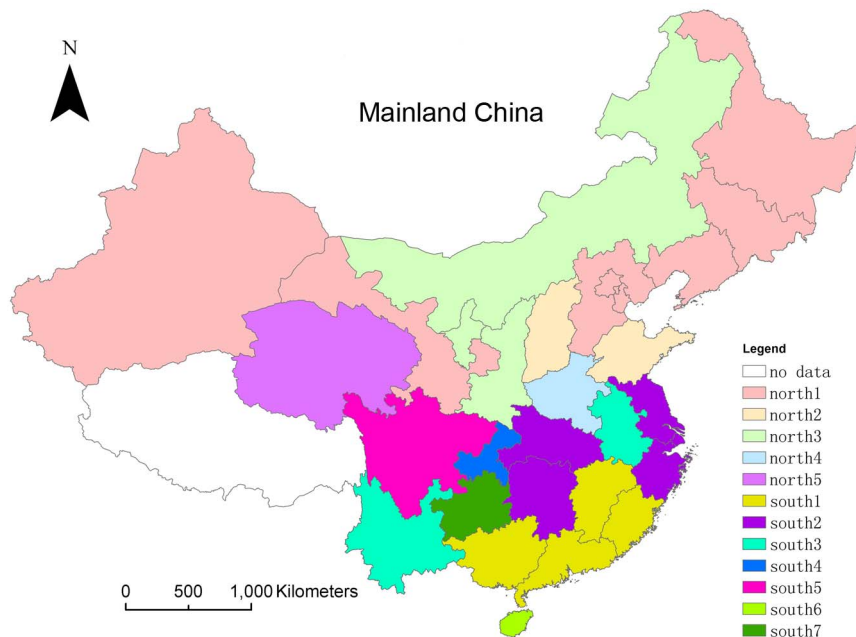 N
Mainland China
Legend
no data
north1
north2
north3
north4
north5
south1
south2
south3
south4
south5
south6
south7
0 500 1,000 Kilometers